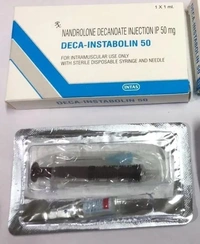 1 X 1 ml
NANDROLONE DECANOATE INJECTION IP 50 mg
DECA-INSTABOLIN 50
FOR INTRAMUSCULAR USE ONLY
WITH STERILE DISPOSABLE SYRINGE AND NEEDLE
INTAS
DECA-INSTABOLIN 50